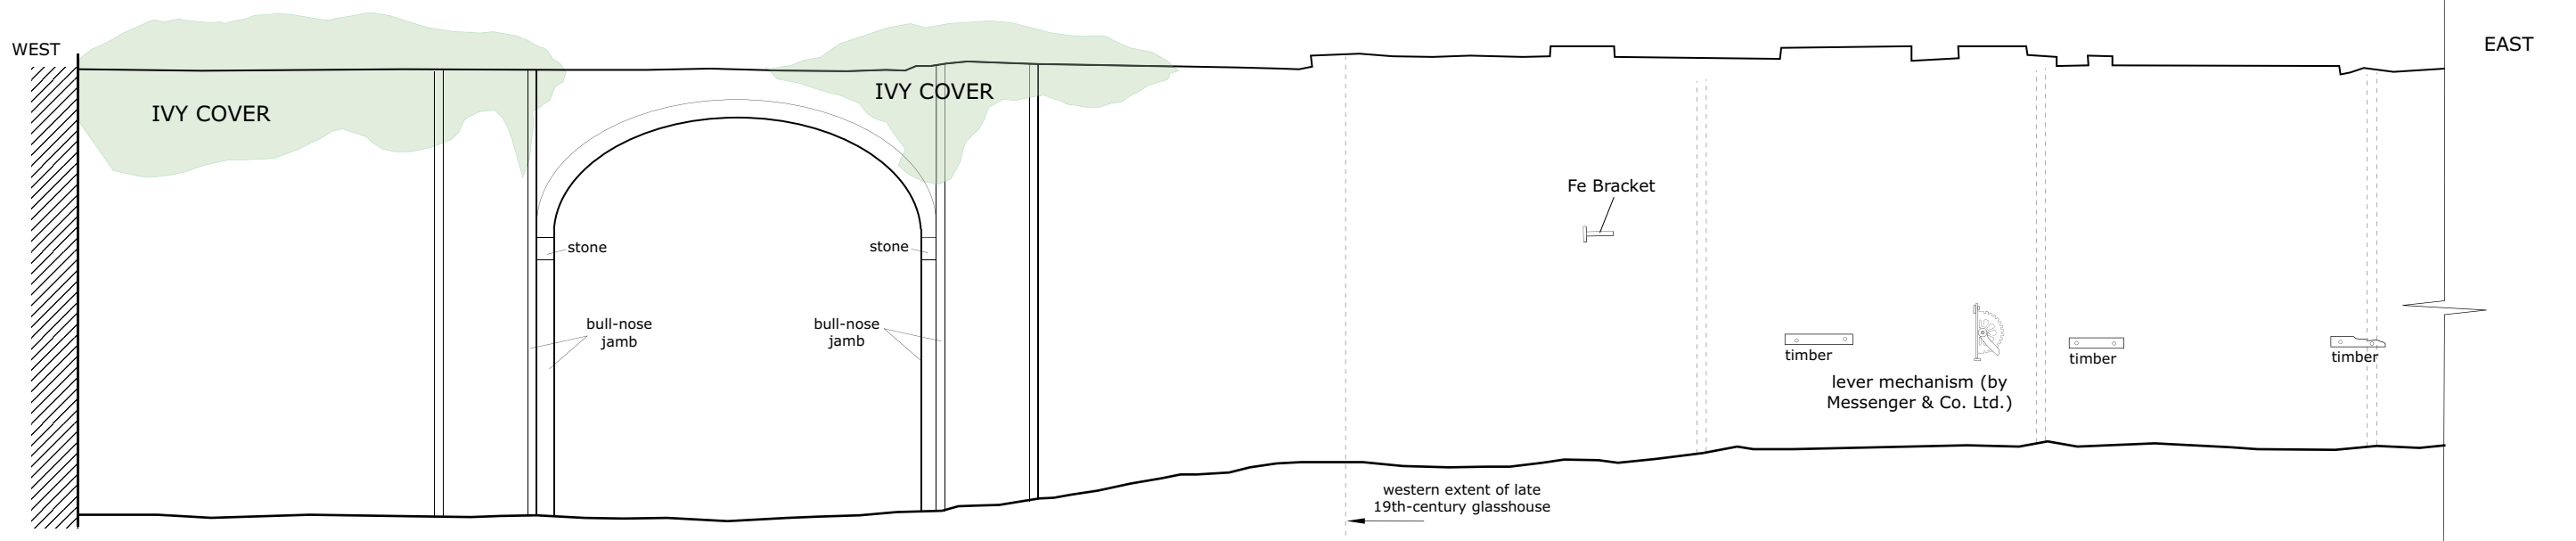 WEST
EAST
IVY COVER
IVY COVER
Fe Bracket
stone
stone
bull-nose
jamb
bull-nose
jamb
timber
timber
timber
lever mechanism (by
Messenger & Co. Ltd.)
western extent of late
19th-century glasshouse